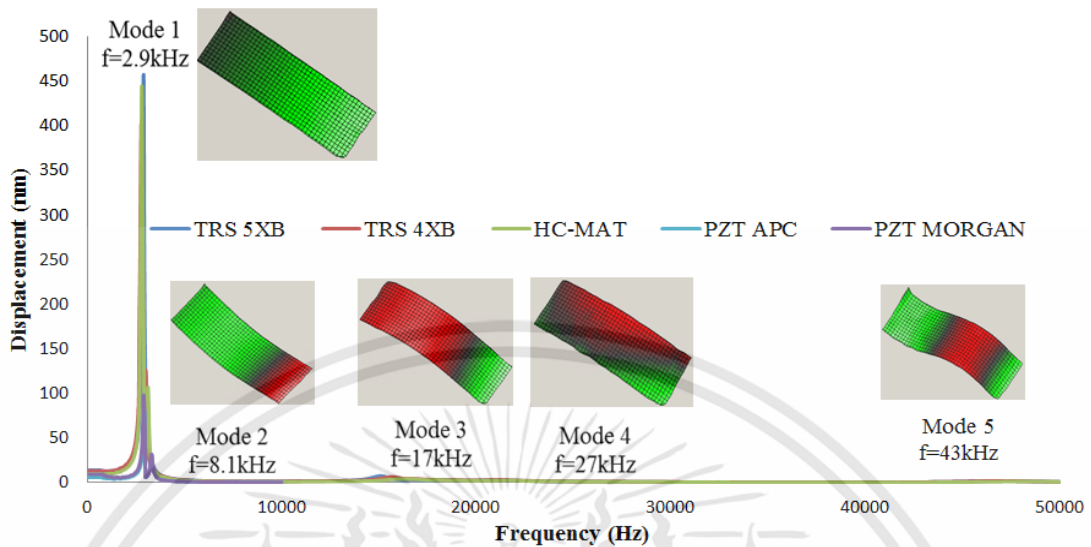 Mode 1
f=2.9kHz
500
450
400
350
300
250
200
150
100
50
0
Displacement (nm)
TRS 5XB TRS 4XB HC-MAT PZT APC PZT MORGAN
Mode 2
f=8.1kHz
Mode 3
f=17kHz
Mode 4
f=27kHz
Mode 5
f=43kHz
0 10000 20000 30000 40000 50000
Frequency (Hz)